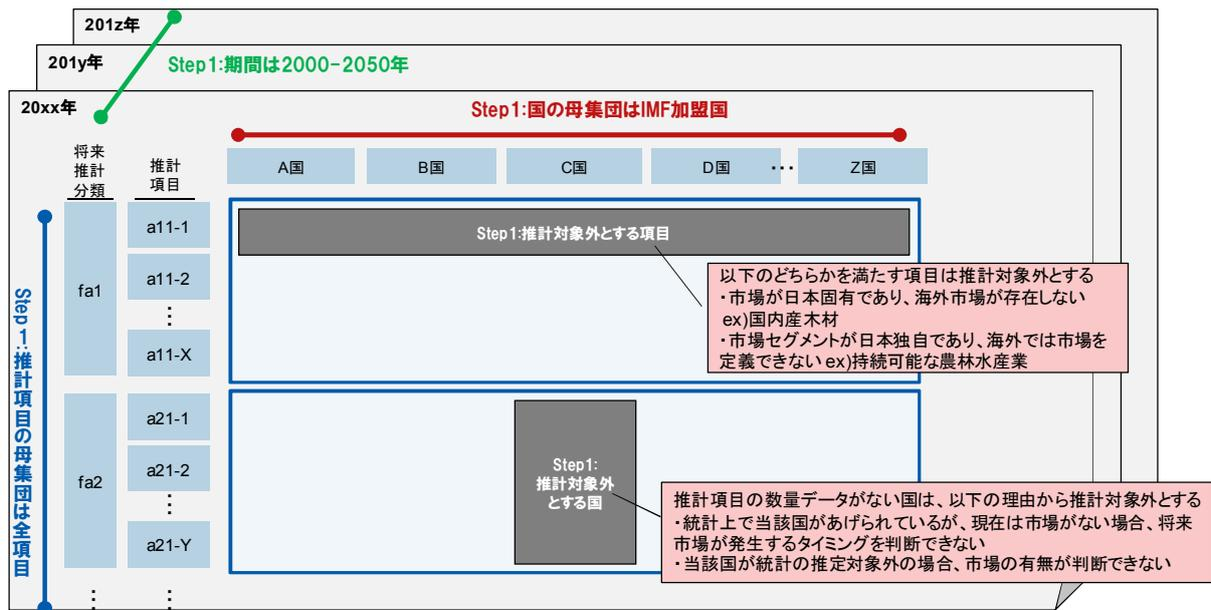 201z年
201y年
Step1:期間は2000-2050年
20xx年
Step1:国の母集団はIMF加盟国
将来
推計
分類
推計
項目
A国
B国
C国
D国
・・・
Z国
Step1:推計項目の母集団は全項目
fa1
a11-1
a11-2
⋮
a11-X
Step1:推計対象外とする項目
以下のどちらかを満たす項目は推計対象外とする
・市場が日本固有であり、海外市場が存在しない
ex)国内産木材
・市場セグメントが日本独自であり、海外では市場を
定義できない ex)持続可能な農林水産業
fa2
a21-1
a21-2
⋮
a21-Y
Step1:
推計対象外
とする国
推計項目の数量データがない国は、以下の理由から推計対象外とする
・統計上で当該国があげられているが、現在は市場がない場合、将来
市場が発生するタイミングを判断できない
・当該国が統計の推定対象外の場合、市場の有無が判断できない
⋮
⋮